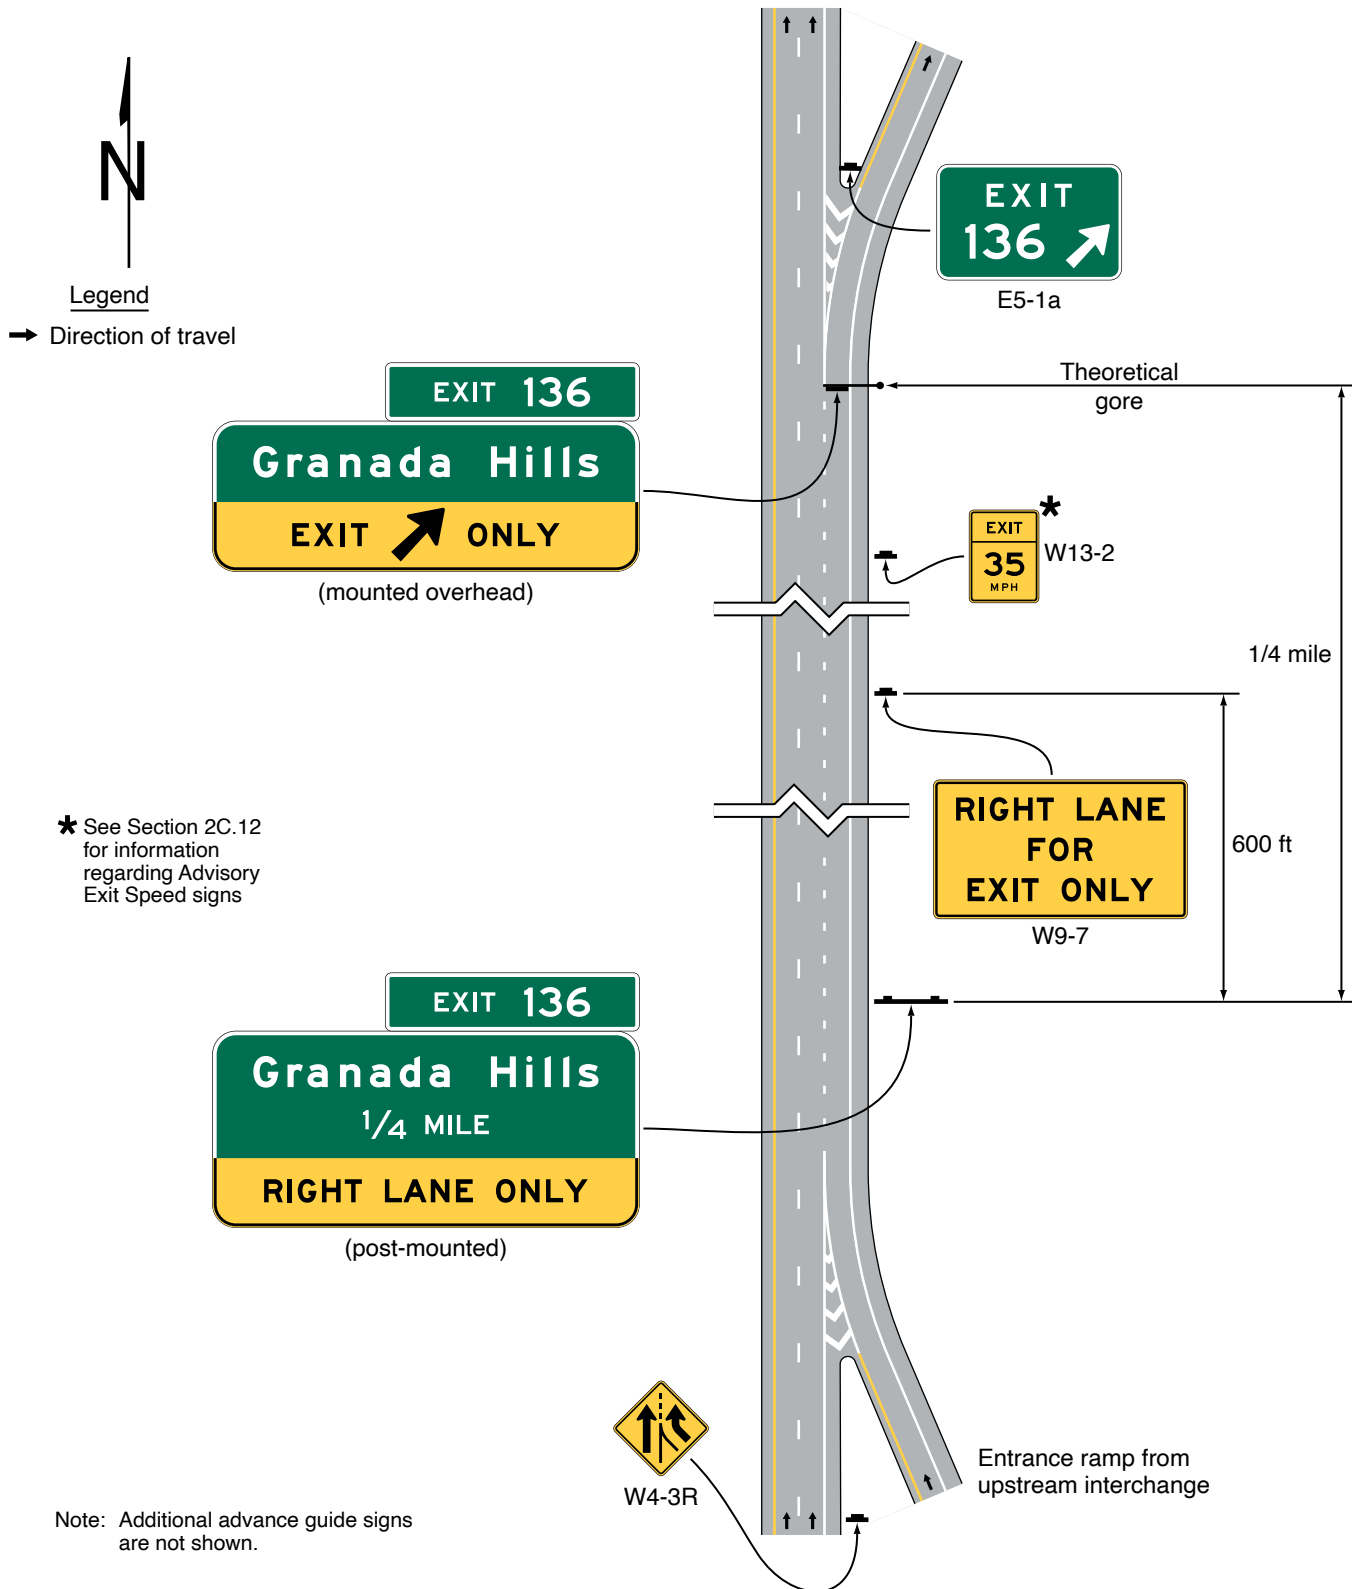 N
Legend
Direction of travel
EXIT
136
E5-1a
Theoretical
gore
EXIT 136
Granada Hills
EXIT ONLY
(mounted overhead)
*
EXIT
35
MPH
W13-2
1/4 mile
RIGHT LANE
FOR
EXIT ONLY
W9-7
600 ft
* See Section 2C.12
for information
regarding Advisory
Exit Speed signs
EXIT 136
Granada Hills
1/4 MILE
RIGHT LANE ONLY
(post-mounted)
W4-3R
Entrance ramp from
upstream interchange
Note: Additional advance guide signs
are not shown.